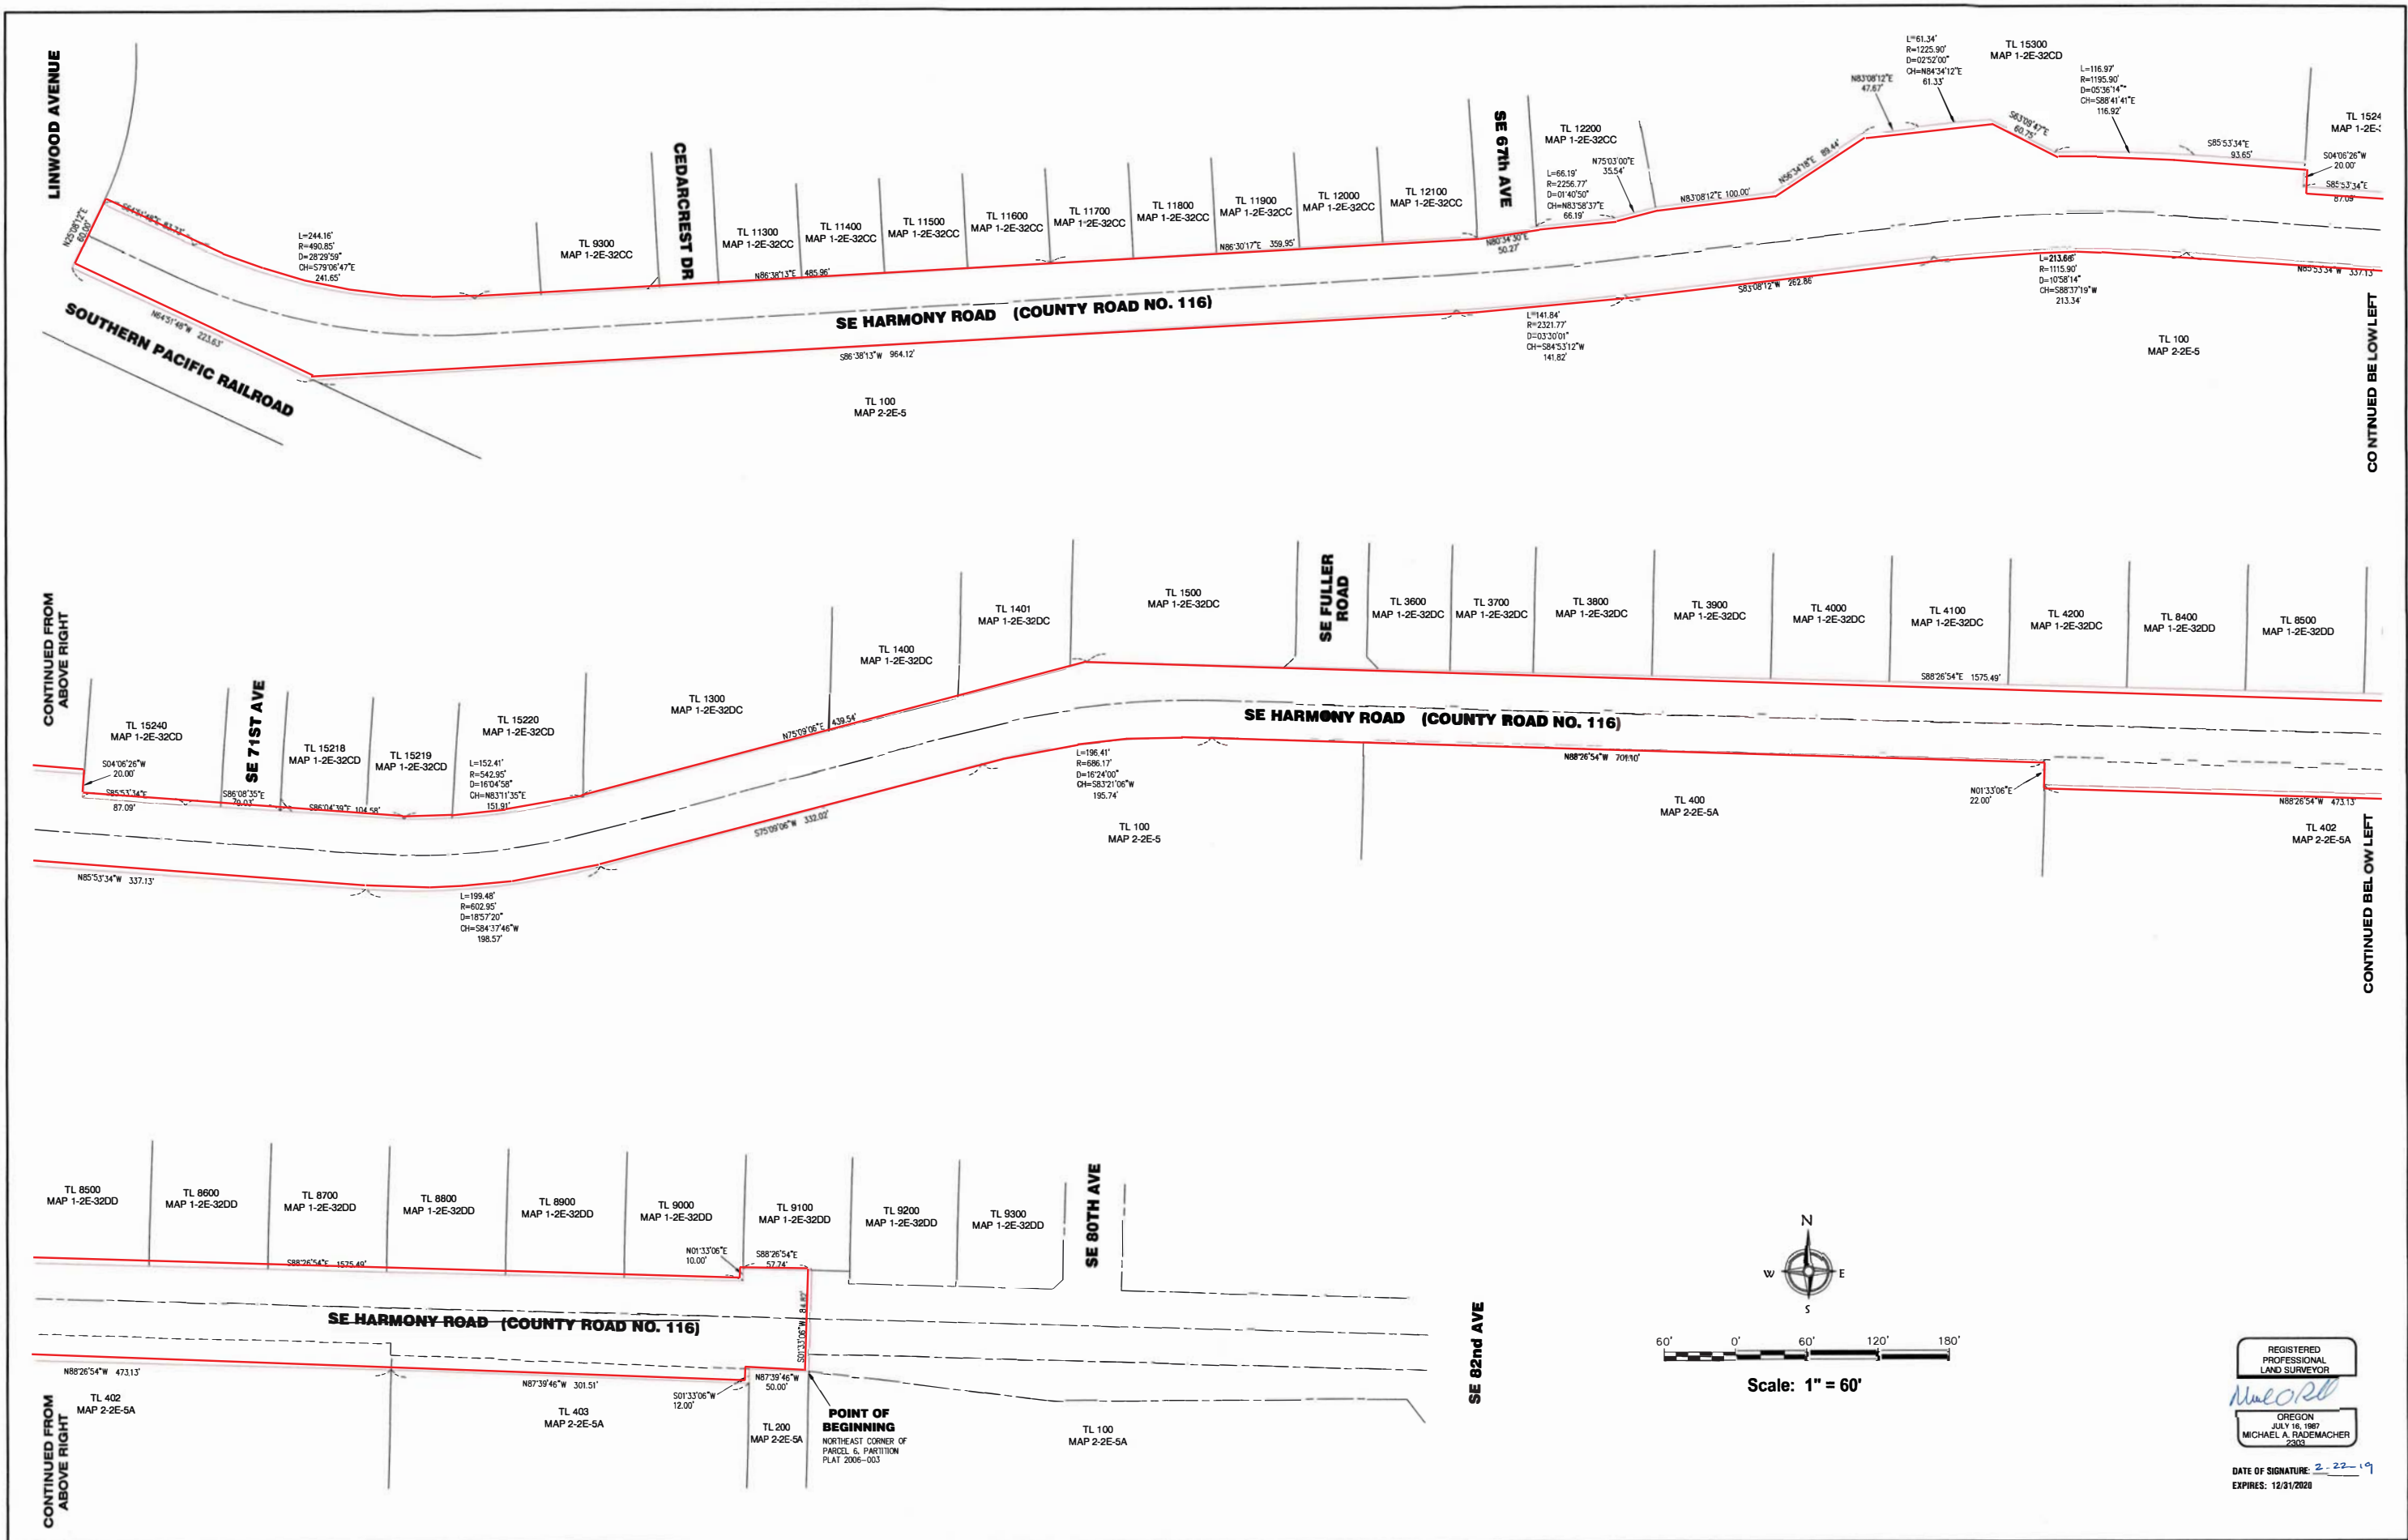 LINWOOD AVENUE
N25°08'12"E
60.00'
S64°51'48"E 83.73'
L=244.16'
R=490.85'
D=28°29'59"
CH=S79°06'47"E
241.65'
N64°51'48"W 223.63'
SOUTHERN PACIFIC RAILROAD
TL 9300
MAP 1-2E-32CC
CEDARCREST DR
TL 11300
MAP 1-2E-32CC
TL 11400
MAP 1-2E-32CC
TL 11500
MAP 1-2E-32CC
TL 11600
MAP 1-2E-32CC
TL 11700
MAP 1-2E-32CC
TL 11800
MAP 1-2E-32CC
TL 11900
MAP 1-2E-32CC
TL 12000
MAP 1-2E-32CC
TL 12100
MAP 1-2E-32CC
N86°38'13"E 485.96'
N86°30'17"E 359.95'
SE HARMONY ROAD (COUNTY ROAD NO. 116)
S86°38'13"W 964.12'
TL 100
MAP 2-2E-5
SE 67th AVE
N80°34'30"E
50.27'
TL 12200
MAP 1-2E-32CC
L=66.19'
R=2256.77'
D=01°40'50"
CH=N83°58'37"E
66.19'
N75°03'00"E
35.54'
N83°08'12"E 100.00'
N56°34'18"E 89.44'
N83°08'12"E
47.67'
L=61.34'
R=1225.90'
D=02°52'00"
CH=N84°34'12"E
61.33'
TL 15300
MAP 1-2E-32CD
S63°09'47"E
60.75'
L=116.97'
R=1195.90'
D=05°36'14"
CH=S88°41'41"E
116.92'
S85°53'34"E
93.65'
TL 1524
MAP 1-2E-
S04°06'26"W
20.00'
S85°53'34"E
87.09'
L=141.84'
R=2321.77'
D=03°30'01"
CH=S84°53'12"W
141.82'
S83°08'12"W 262.86'
L=213.66'
R=1115.90'
D=10°58'14"
CH=S88°37'19"W
213.34'
N85°53'34"W 337.13'
TL 100
MAP 2-2E-5
CONTNUED BELOW LEFT
CONTINUED FROM
ABOVE RIGHT
TL 15240
MAP 1-2E-32CD
S04°06'26"W
20.00'
S85°53'34"E
87.09'
SE 71ST AVE
S86°08'35"E
79.03'
TL 15218
MAP 1-2E-32CD
S86°04'39"E 104.58'
TL 15219
MAP 1-2E-32CD
TL 15220
MAP 1-2E-32CD
L=152.41'
R=542.95'
D=16°04'58"
CH=N83°11'35"E
151.91'
TL 1300
MAP 1-2E-32DC
N75°09'06"E 439.54'
TL 1400
MAP 1-2E-32DC
TL 1401
MAP 1-2E-32DC
TL 1500
MAP 1-2E-32DC
SE FULLER
ROAD
TL 3600
MAP 1-2E-32DC
TL 3700
MAP 1-2E-32DC
TL 3800
MAP 1-2E-32DC
TL 3900
MAP 1-2E-32DC
TL 4000
MAP 1-2E-32DC
TL 4100
MAP 1-2E-32DC
TL 4200
MAP 1-2E-32DC
TL 8400
MAP 1-2E-32DD
TL 8500
MAP 1-2E-32DD
S88°26'54"E 1575.49'
SE HARMONY ROAD (COUNTY ROAD NO. 116)
N85°53'34"W 337.13'
L=199.48'
R=602.95'
D=18°57'20"
CH=S84°37'46"W
198.57'
S75°09'06"W 332.02'
L=196.41'
R=686.17'
D=16°24'00"
CH=S83°21'06"W
195.74'
TL 100
MAP 2-2E-5
N88°26'54"W 701.10'
TL 400
MAP 2-2E-5A
N01°33'06"E
22.00'
N88°26'54"W 473.13'
TL 402
MAP 2-2E-5A
CONTINUED BELOW LEFT
TL 8500
MAP 1-2E-32DD
TL 8600
MAP 1-2E-32DD
TL 8700
MAP 1-2E-32DD
TL 8800
MAP 1-2E-32DD
TL 8900
MAP 1-2E-32DD
TL 9000
MAP 1-2E-32DD
TL 9100
MAP 1-2E-32DD
TL 9200
MAP 1-2E-32DD
TL 9300
MAP 1-2E-32DD
SE 80TH AVE
S88°26'54"E 1575.49'
N01°33'06"E
10.00'
S88°26'54"E
57.74'
S01°33'06"W 84.82'
SE HARMONY ROAD (COUNTY ROAD NO. 116)
N88°26'54"W 473.13'
TL 402
MAP 2-2E-5A
CONTINUED FROM
ABOVE RIGHT
N87°39'46"W 301.51'
TL 403
MAP 2-2E-5A
S01°33'06"W
12.00'
N87°39'46"W
50.00'
TL 200
MAP 2-2E-5A
POINT OF
BEGINNING
NORTHEAST CORNER OF
PARCEL 6, PARTITION
PLAT 2006-003
TL 100
MAP 2-2E-5A
SE 82nd AVE
N
W
E
S
60' 0' 60' 120' 180'
Scale: 1" = 60'
REGISTERED
PROFESSIONAL
LAND SURVEYOR
OREGON
JULY 16, 1987
MICHAEL A. RADEMACHER
2303
DATE OF SIGNATURE: 2-22-19
EXPIRES: 12/31/2020